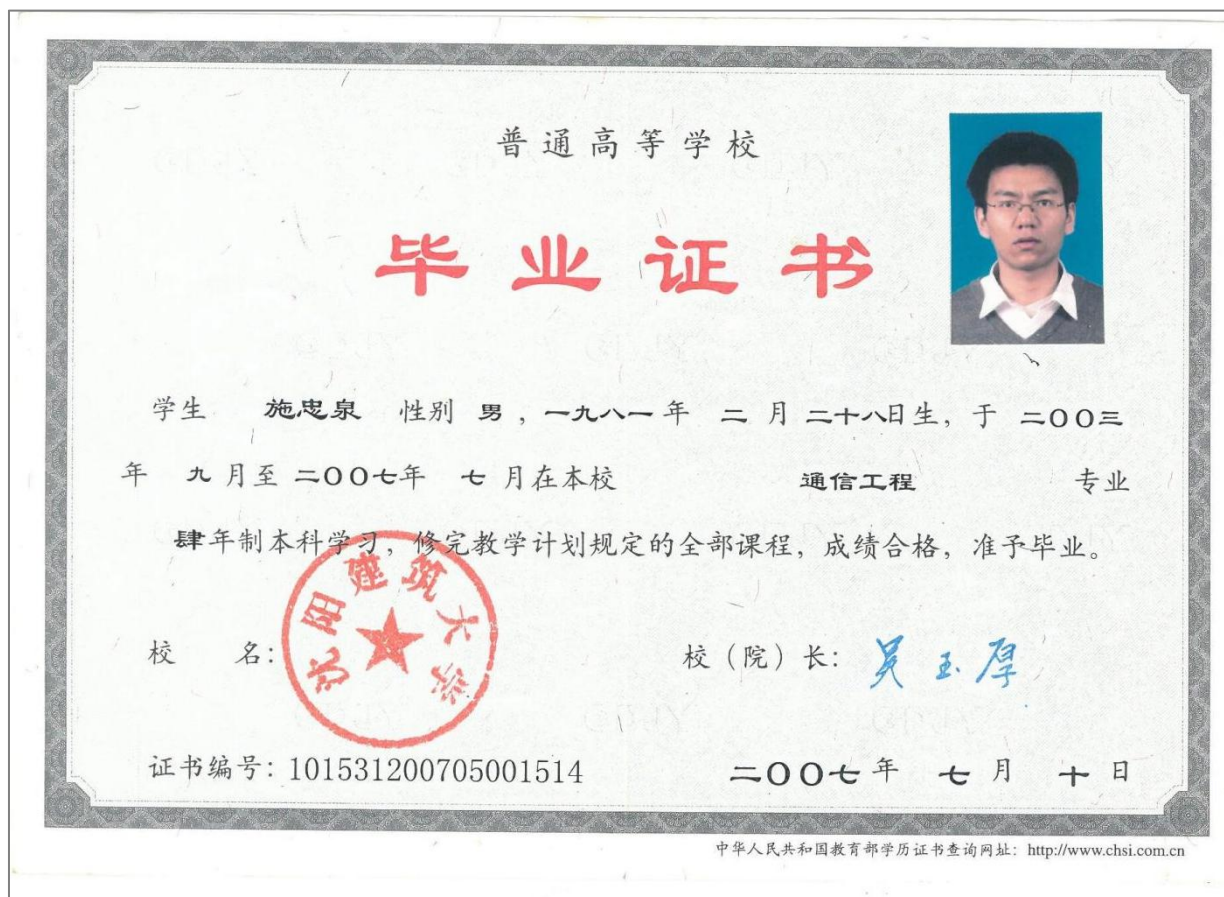 普通高等学校
毕业证书
学生 施忠泉 性别 男，一九八一年 二月二十八日生，于 二〇〇三
年 九月至二〇〇七年 七月在本校 通信工程 专业
肆年制本科学习，修完教学计划规定的全部课程，成绩合格，准予毕业。
沈阳建筑大学
校 名： 校（院）长：吴玉厚
证书编号：101531200705001514 二〇〇七年 七月 十日
中华人民共和国教育部学历证书查询网址：http://www.chsi.com.cn